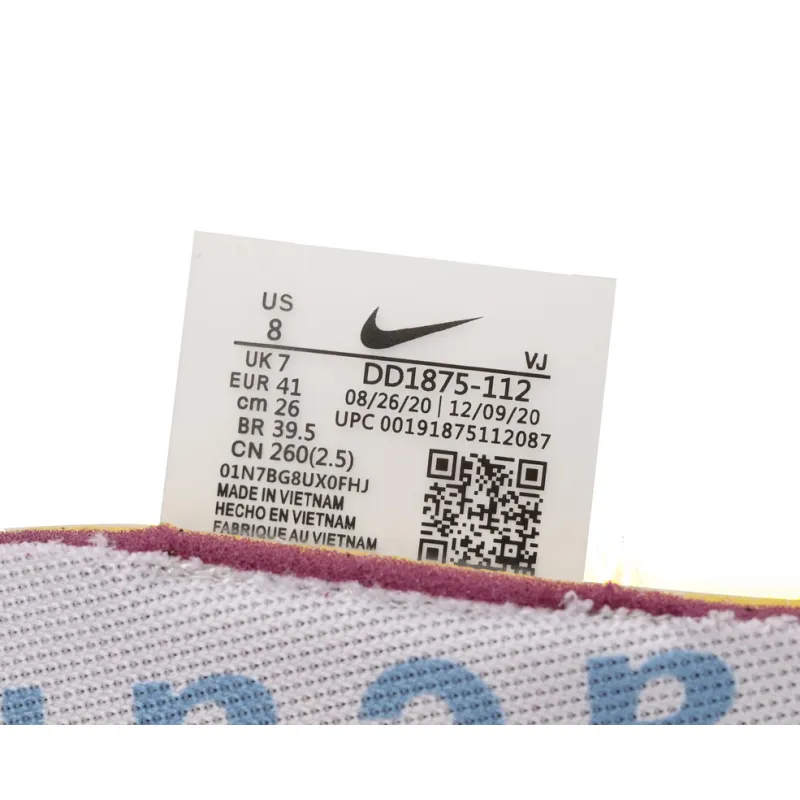 US
8
VJ
UK 7
EUR 41
cm 26
BR 39.5
CN 260(2.5)
01N7BG8UX0FHJ
MADE IN VIETNAM
HECHO EN VIETNAM
FABRIQUE AU VIETNAM
DD1875-112
08/26/20 | 12/09/20
UPC 00191875112087